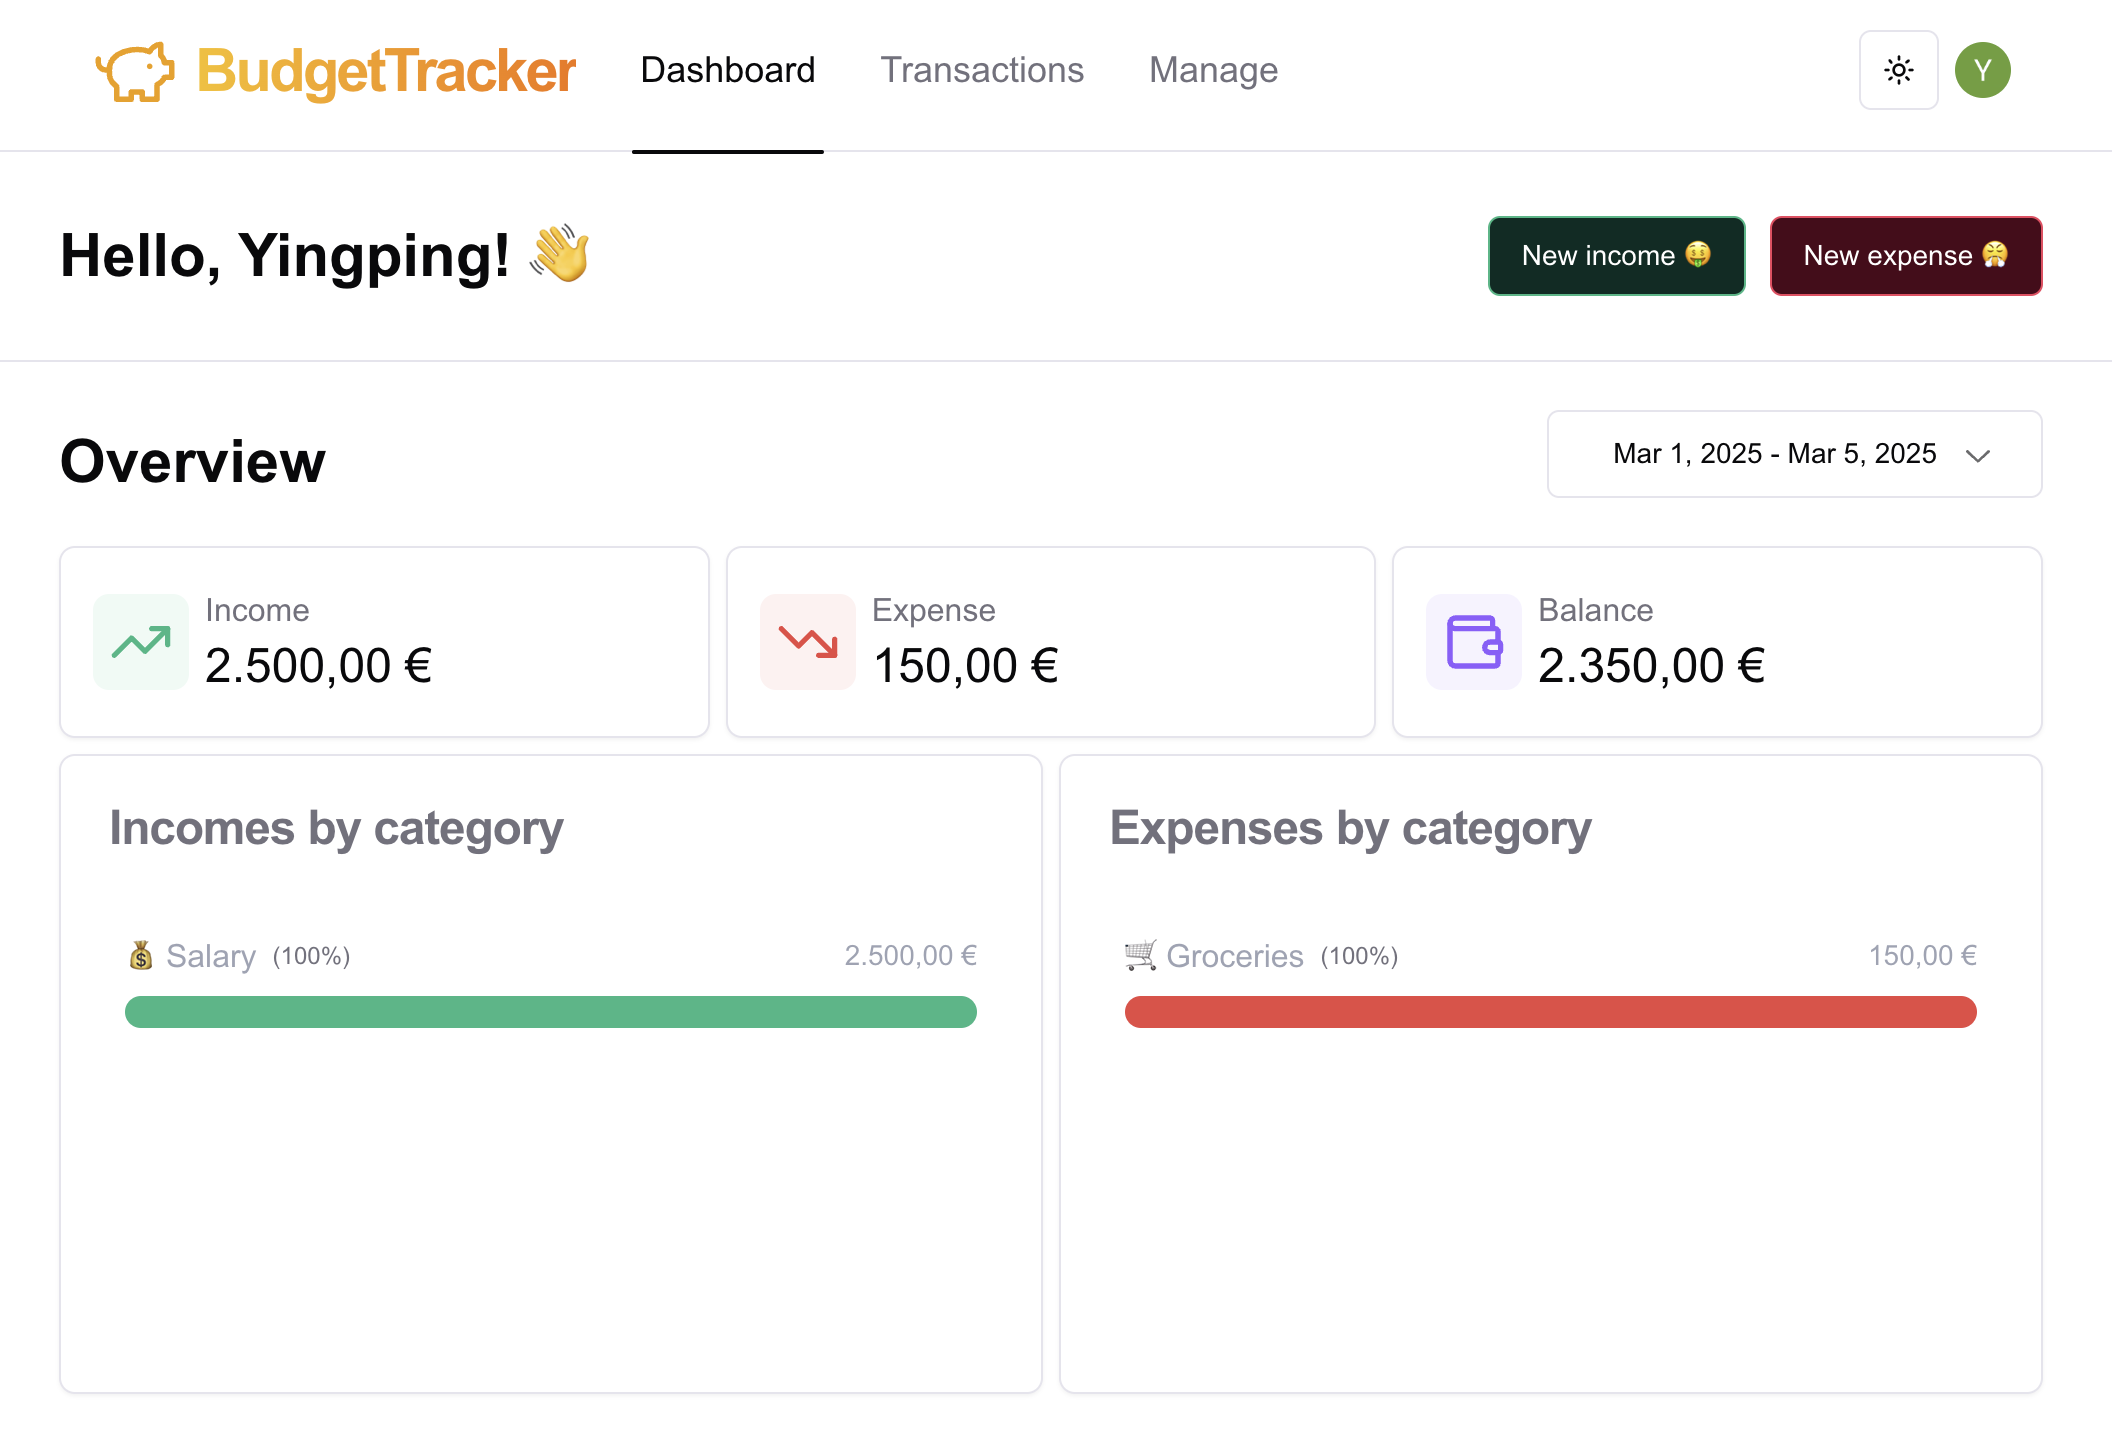 BudgetTracker Dashboard Transactions Manage Y
Hello, Yingping! 👋 New income 🤑 New expense 😤
Overview Mar 1, 2025 - Mar 5, 2025
Income
2.500,00 €
Expense
150,00 €
Balance
2.350,00 €
Incomes by category
💰 Salary (100%) 2.500,00 €
Expenses by category
🛒 Groceries (100%) 150,00 €